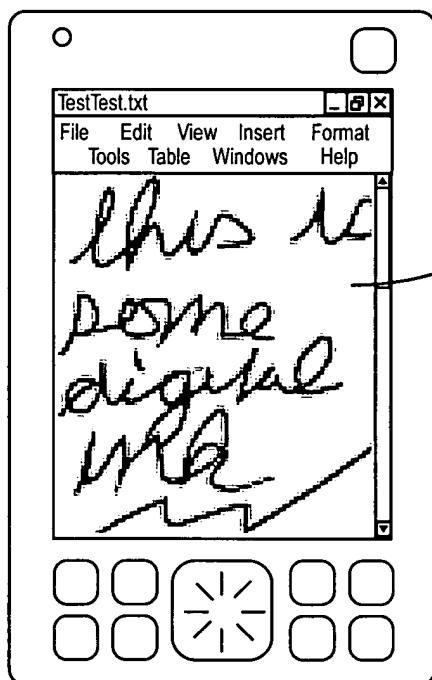 TestTest.txt
File Edit View Insert Format
Tools Table Windows Help
this is
some
digital
ink